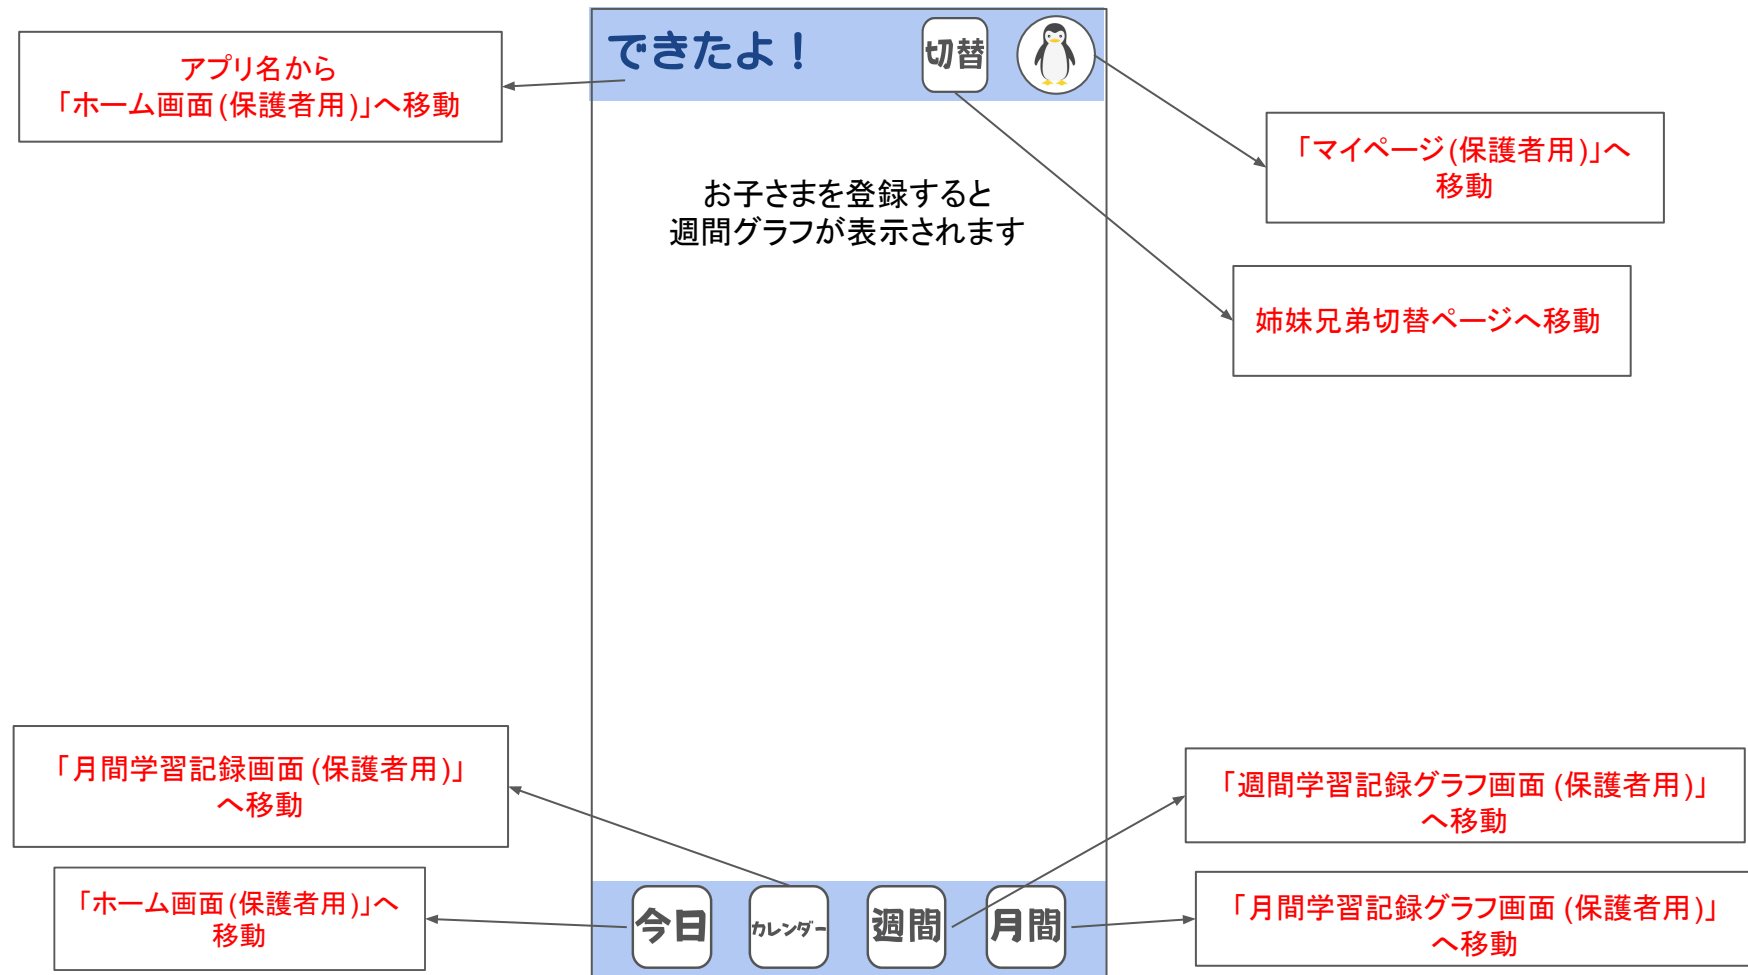 できたよ！
切替
アプリ名から
「ホーム画面(保護者用)」へ移動
「マイページ(保護者用)」へ
移動
お子さまを登録すると
週間グラフが表示されます
姉妹兄弟切替ページへ移動
「月間学習記録画面(保護者用)」
へ移動
「週間学習記録グラフ画面(保護者用)」
へ移動
「ホーム画面(保護者用)」へ
移動
今日
カレンダー
週間
月間
「月間学習記録グラフ画面(保護者用)」
へ移動